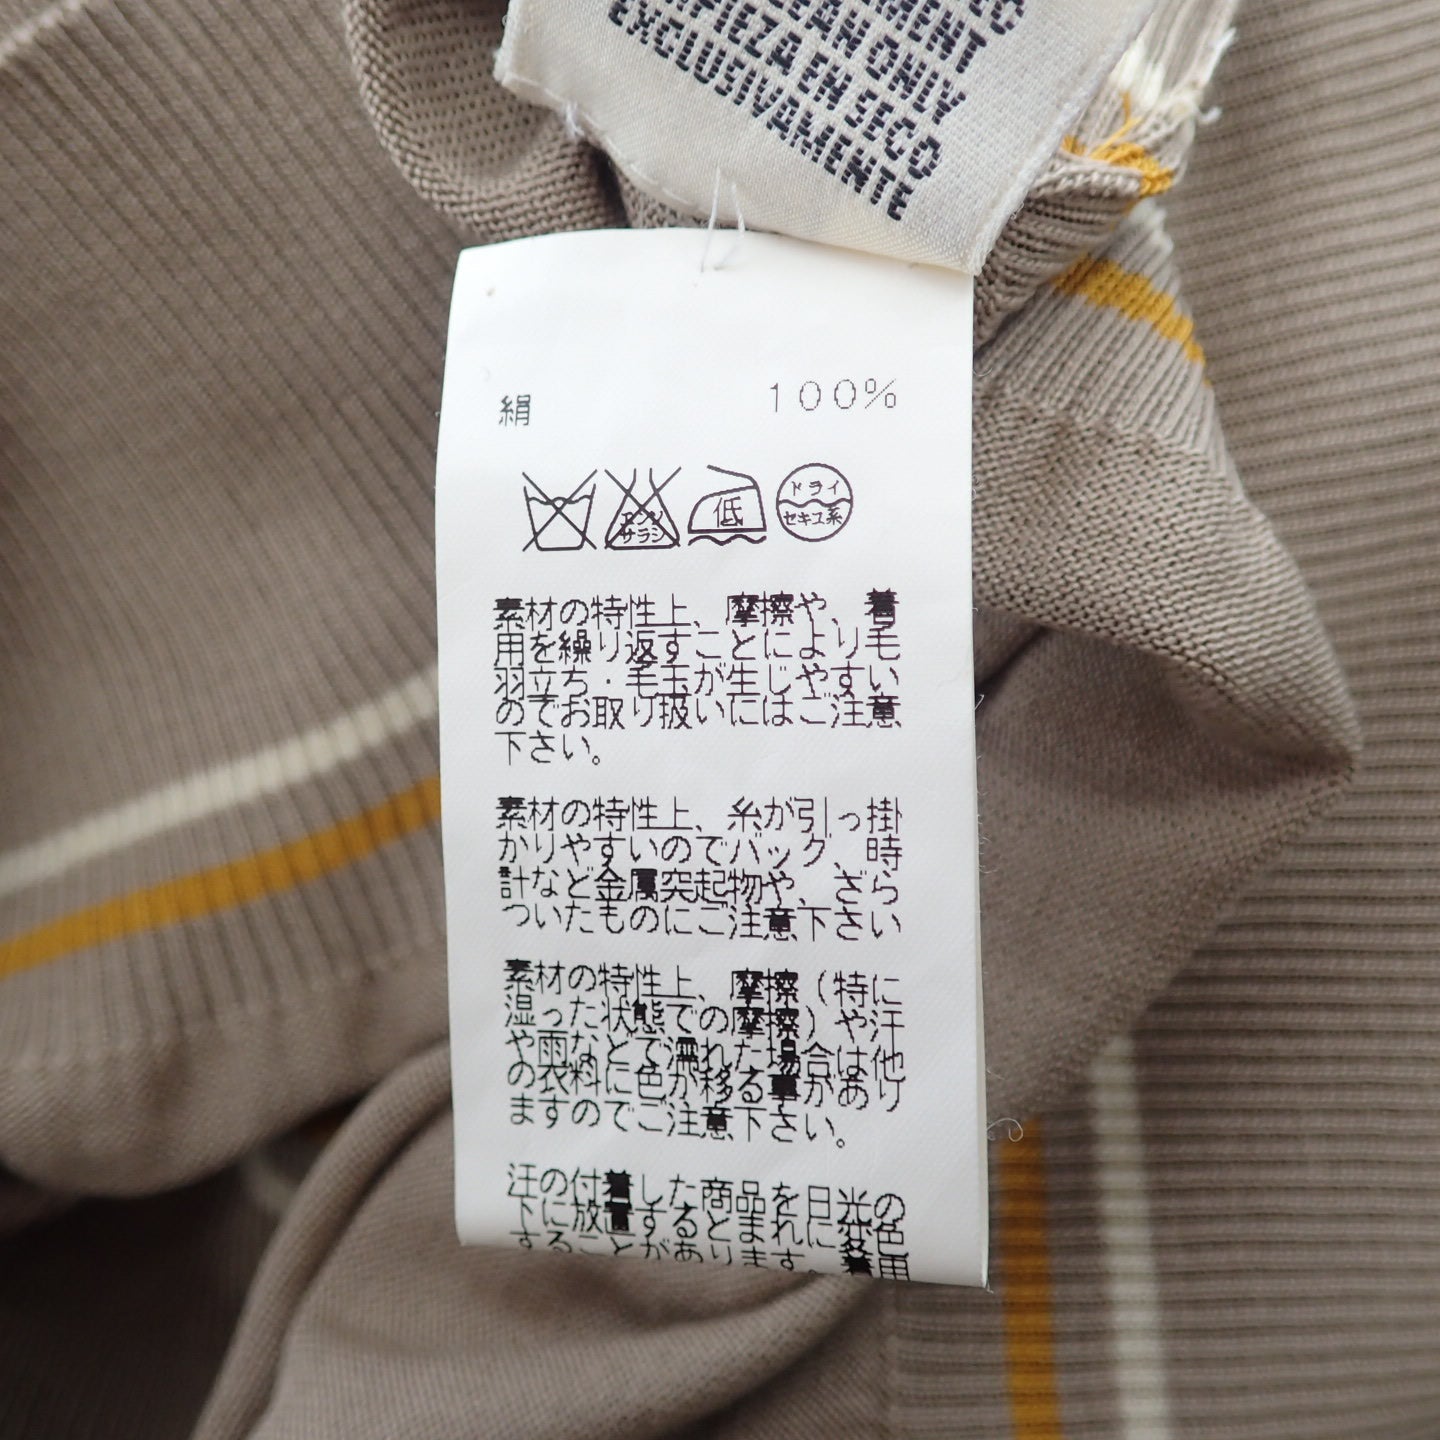 MENT
AN ONLY
PIEZA EN SECO
EXCLUSIVAMENTE
絹 100%
エンソ
サラシ
低
ドライ
セキユ系
素材の特性上、摩擦や、着
用を繰り返すことにより毛
羽立ち・毛玉が生じやすい
のでお取り扱いにはご注意
下さい。
素材の特性上、糸が引っ掛
かりやすいのでバッグ、時
計など金属突起物や、ざら
ついたものにご注意下さい
素材の特性上、摩擦(特に
湿った状態での摩擦)や汗
や雨などで濡れた場合は他
の衣料に色が移る事があり
ますのでご注意下さい。
汗の付着した商品を日光の
下に放置するとまれに変色
することがあります。着用